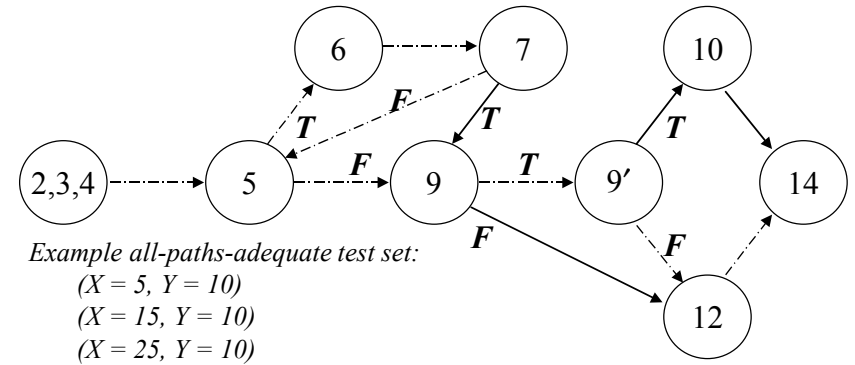 6
7
10
F
T
T
T
2,3,4
5
F
9
T
9′
14
F
F
Example all-paths-adequate test set:
(X = 5, Y = 10)
(X = 15, Y = 10)
(X = 25, Y = 10)
12